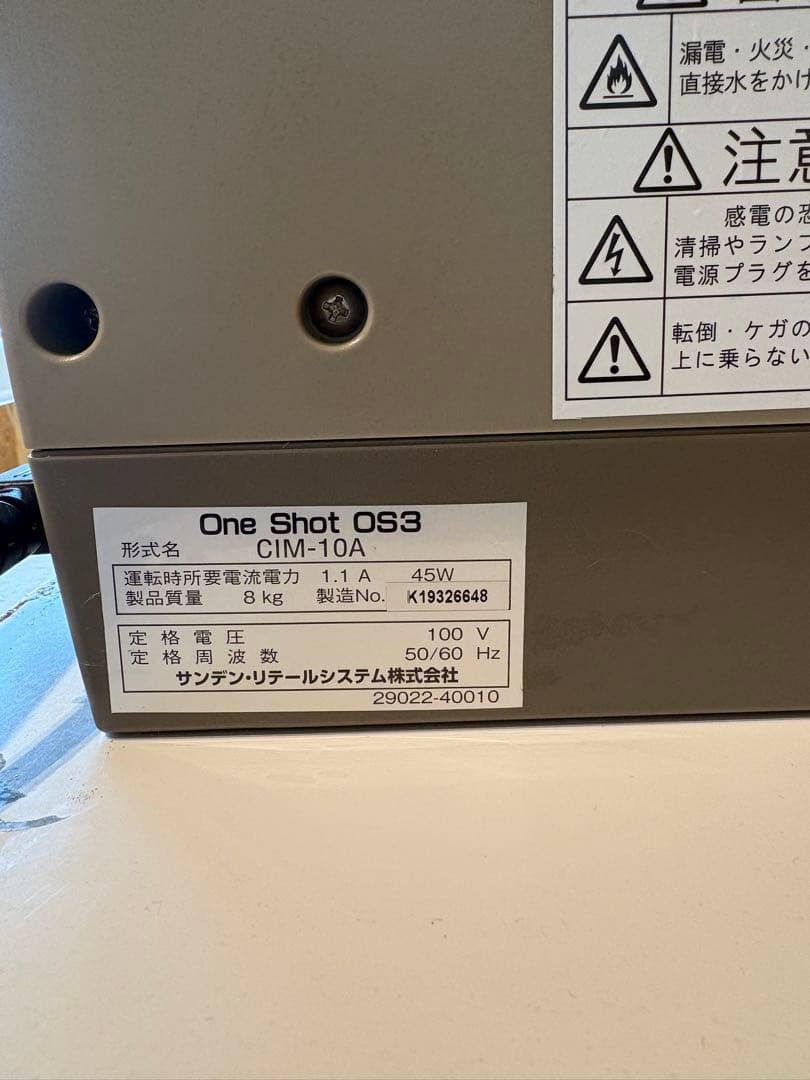 漏電・火災・
直接水をかけ
注意
感電の恐
清掃やランプ
電源プラグを
転倒・ケガの
上に乗らない
One Shot OS3
形式名 CIM-10A
運転時所要電流電力 1.1 A 45W
製品質量 8 kg 製造No. K19326648
定格電圧 100 V
定格周波数 50/60 Hz
サンデン・リテールシステム株式会社
29022-40010